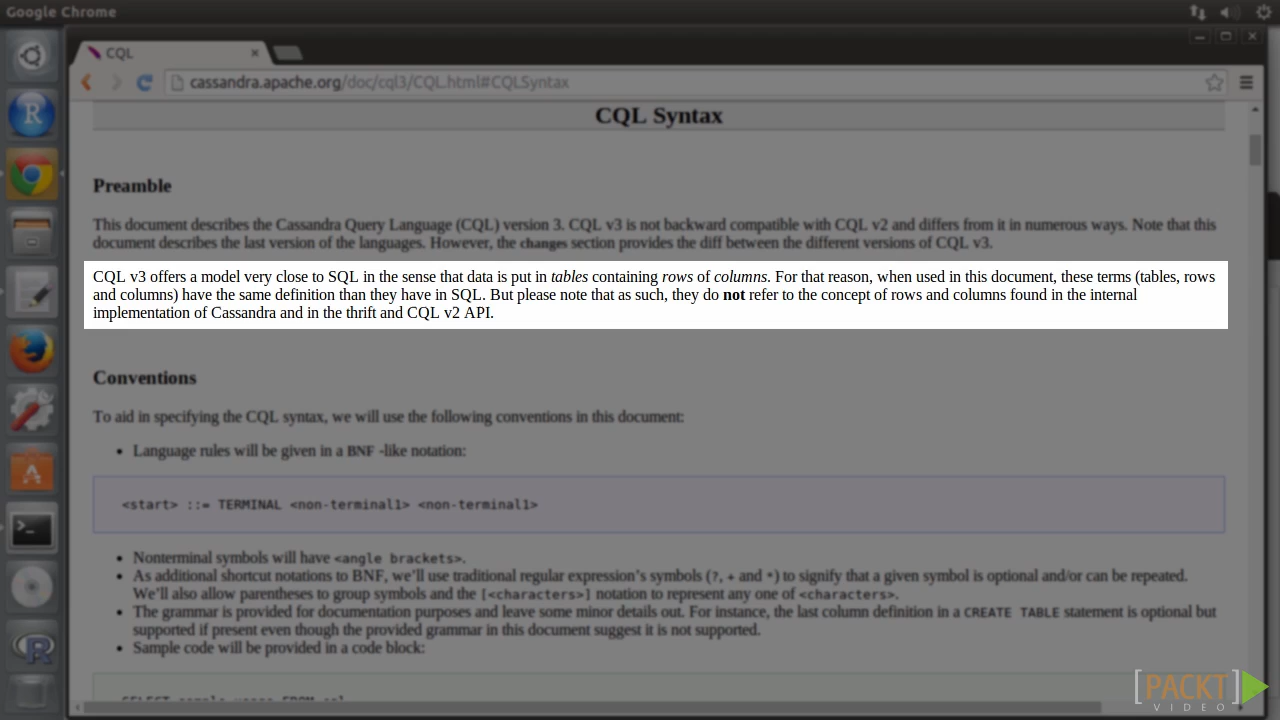 Google Chrome
CQL
cassandra.apache.org/doc/cql3/CQL.html#CQLSyntax
CQL Syntax
Preamble
This document describes the Cassandra Query Language (CQL) version 3. CQL v3 is not backward compatible with CQL v2 and differs from it in numerous ways. Note that this
document describes the last version of the languages. However, the changes section provides the diff between the different versions of CQL v3.
CQL v3 offers a model very close to SQL in the sense that data is put in tables containing rows of columns. For that reason, when used in this document, these terms (tables, rows
and columns) have the same definition than they have in SQL. But please note that as such, they do not refer to the concept of rows and columns found in the internal
implementation of Cassandra and in the thrift and CQL v2 API.
Conventions
To aid in specifying the CQL syntax, we will use the following conventions in this document:
• Language rules will be given in a BNF -like notation:
<start> ::= TERMINAL <non-terminal1> <non-terminal1>
• Nonterminal symbols will have <angle brackets>.
• As additional shortcut notations to BNF, we'll use traditional regular expression's symbols (?, + and *) to signify that a given symbol is optional and/or can be repeated.
We'll also allow parentheses to group symbols and the [<characters>] notation to represent any one of <characters>.
• The grammar is provided for documentation purposes and leave some minor details out. For instance, the last column definition in a CREATE TABLE statement is optional but
supported if present even though the provided grammar in this document suggest it is not supported.
• Sample code will be provided in a code block:
SELECT sample_usage FROM cql
[PACKT]
VIDEO